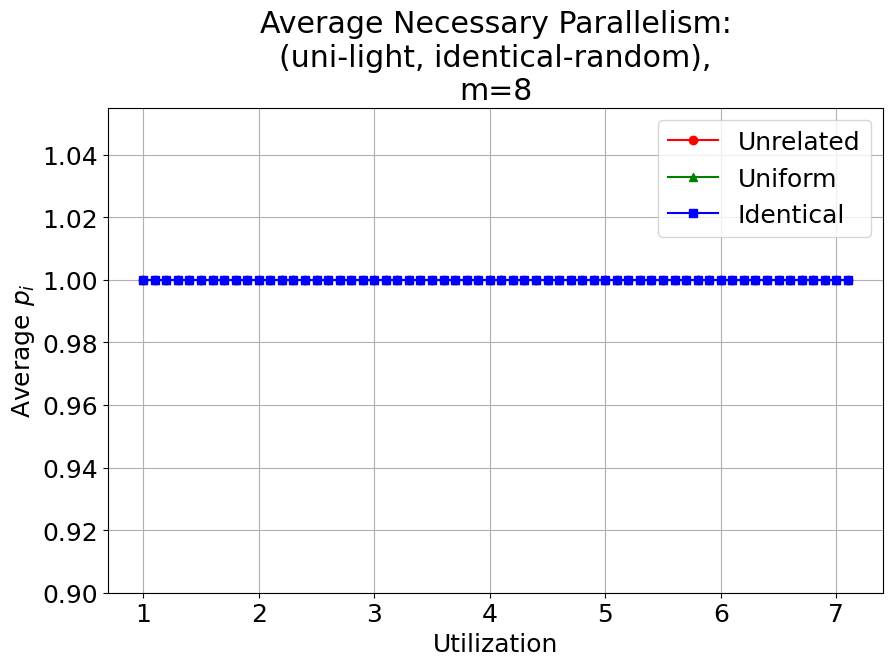 Average Necessary Parallelism:
(uni-light, identical-random),
m=8
Unrelated
Uniform
Identical
1.04
1.02
1.00
0.98
0.96
0.94
0.92
0.90
Average $p_i$
1 2 3 4 5 6 7
Utilization